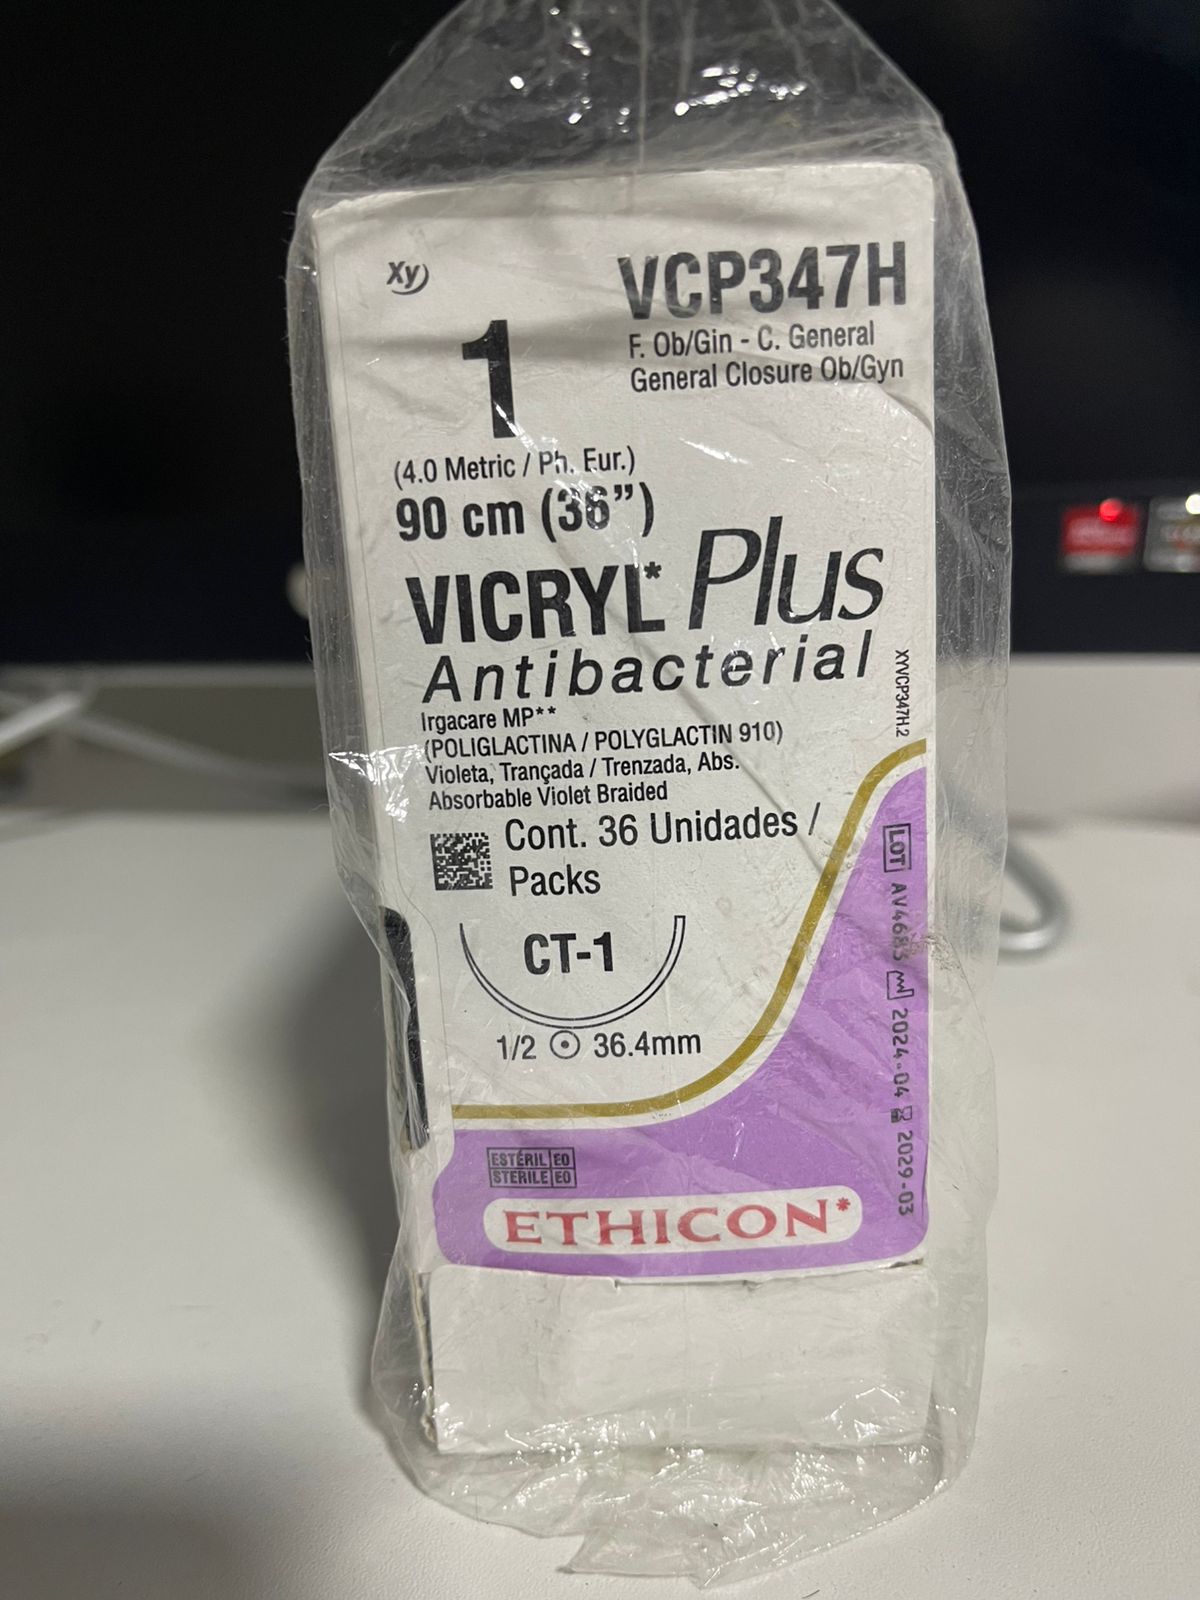 Xy
VCP347H
F. Ob/Gin - C. General
General Closure Ob/Gyn
1
(4.0 Metric / Ph. Eur.)
90 cm (36”)
VICRYL* Plus
Antibacterial
Irgacare MP**
(POLIGLACTINA / POLYGLACTIN 910)
Violeta, Trançada / Trenzada, Abs.
Absorbable Violet Braided
Cont. 36 Unidades /
Packs
CT-1
1/2 36.4mm
XYVCP347H.2
LOT 2024-04 2029-03
ESTÉRIL EO
STERILE EO
ETHICON*